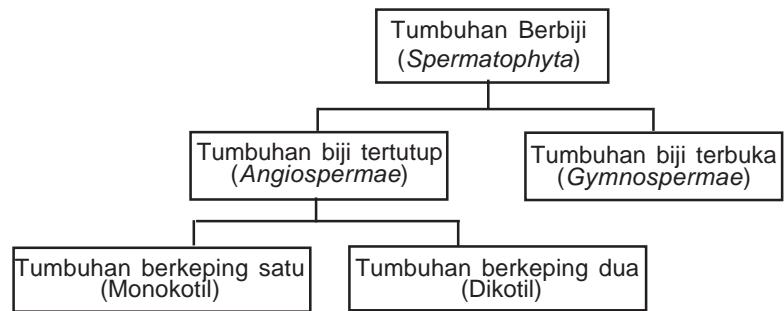 Tumbuhan Berbiji
(Spermatophyta)
Tumbuhan biji tertutup
(Angiospermae)
Tumbuhan biji terbuka
(Gymnospermae)
Tumbuhan berkeping satu
(Monokotil)
Tumbuhan berkeping dua
(Dikotil)